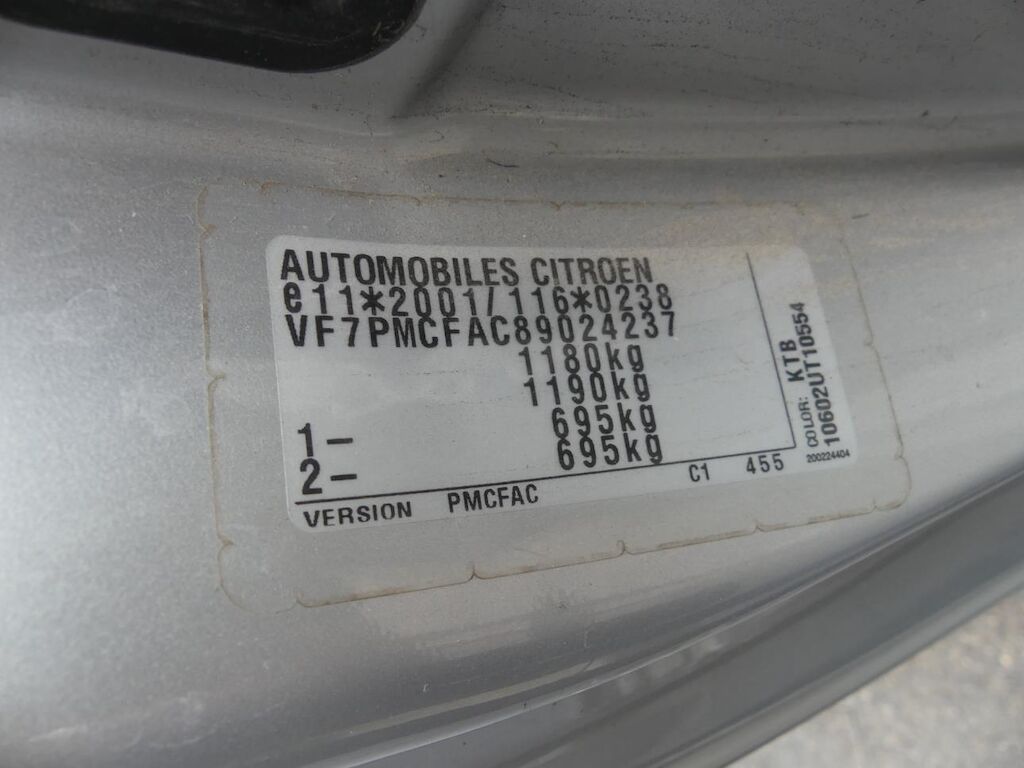 AUTOMOBILES CITROEN
e11*2001/116*0238
VF7PMCFAC89024237
1180kg
1190kg
1- 695kg
2- 695kg
VERSION PMCFAC C1 455
COLOR: KTB
10602UT10554
200224404